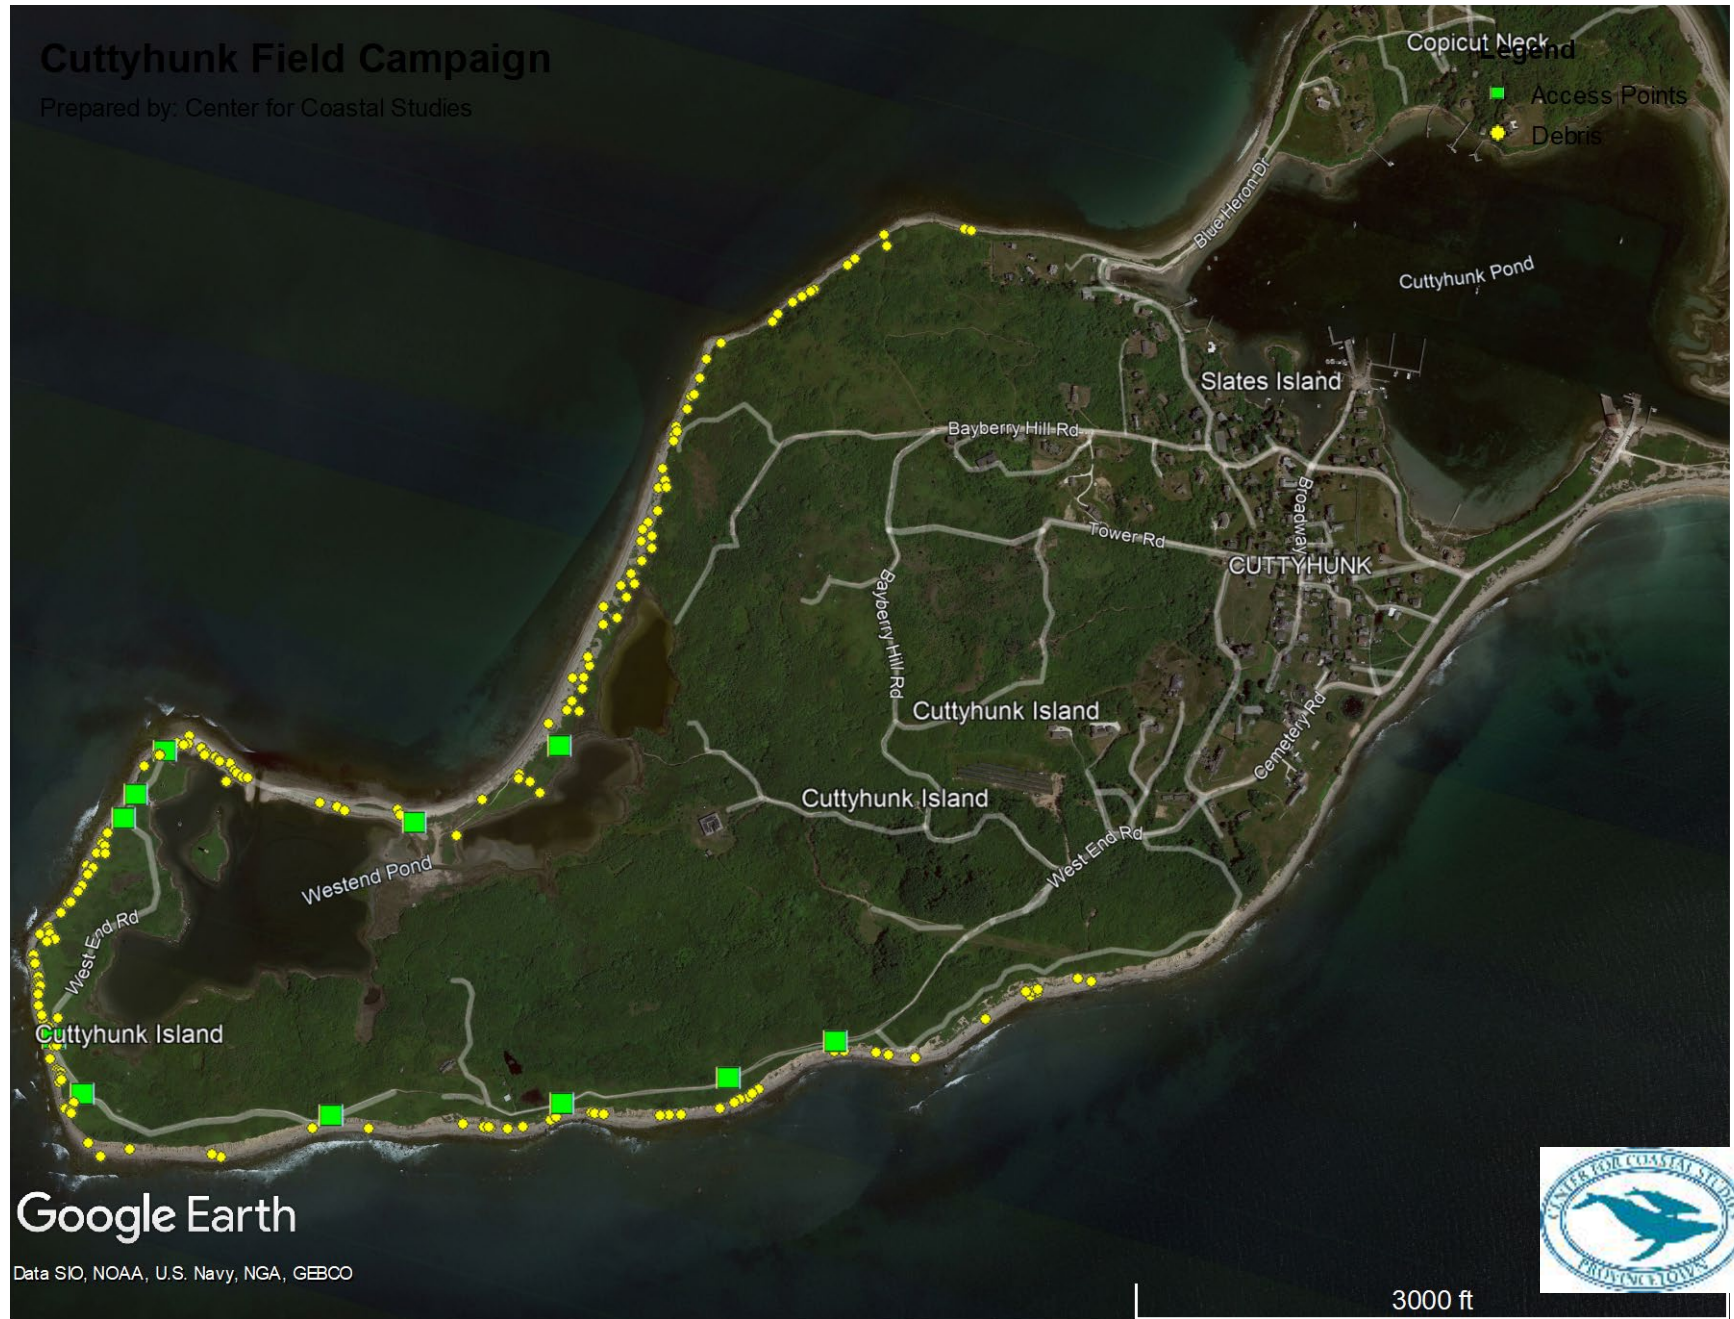 Cuttyhunk Field Campaign
Prepared by: Center for Coastal Studies
Copicut Neck
Legend
Access Points
Debris
Blue Heron Dr
Cuttyhunk Pond
Slates Island
Bayberry Hill Rd
Broadway
Tower Rd
CUTTYHUNK
Bayberry Hill Rd
Cuttyhunk Island
Cemetery Rd
Cuttyhunk Island
West End Rd
Westend Pond
West End Rd
Cuttyhunk Island
Google Earth
Data SIO, NOAA, U.S. Navy, NGA, GEBCO
CENTER FOR COASTAL STUDIES
PROVINCETOWN
3000 ft